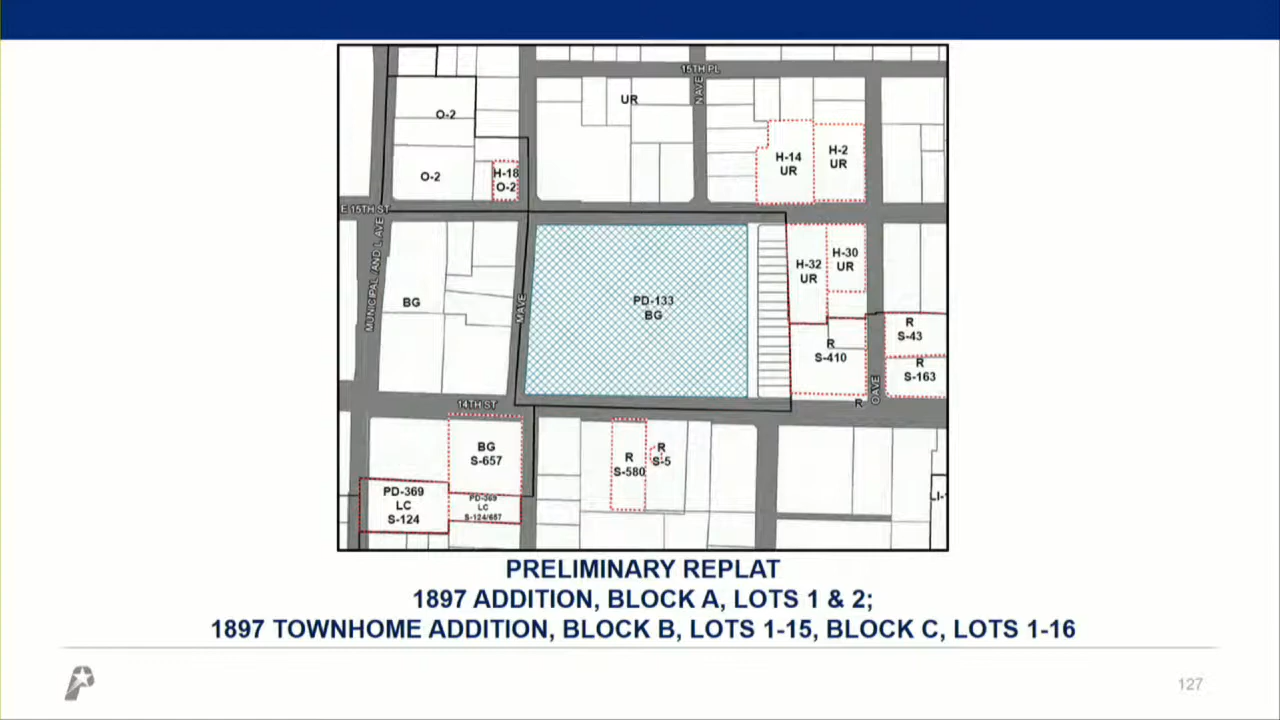 15TH PL
N AVE
UR
O-2
H-14
UR
H-2
UR
O-2
H-18
O-2
E 15TH ST
MUNICIPAL AND L AVE
BG
M AVE
PD-133
BG
H-32
UR
H-30
UR
R
S-410
R
S-43
R
S-163
O AVE
R
14TH ST
BG
S-657
R
S-580
R
S-5
PD-369
LC
S-124
PD-369
LC
S-124/657
LI-1
PRELIMINARY REPLAT
1897 ADDITION, BLOCK A, LOTS 1 & 2;
1897 TOWNHOME ADDITION, BLOCK B, LOTS 1-15, BLOCK C, LOTS 1-16
127